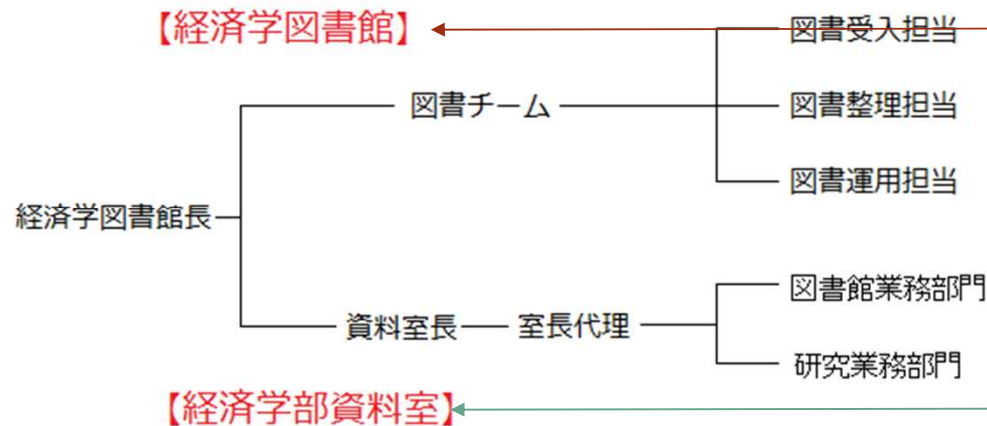 【経済学図書館】
図書受入担当
図書チーム
図書整理担当
図書運用担当
経済学図書館長
図書館業務部門
資料室長
室長代理
研究業務部門
【経済学部資料室】